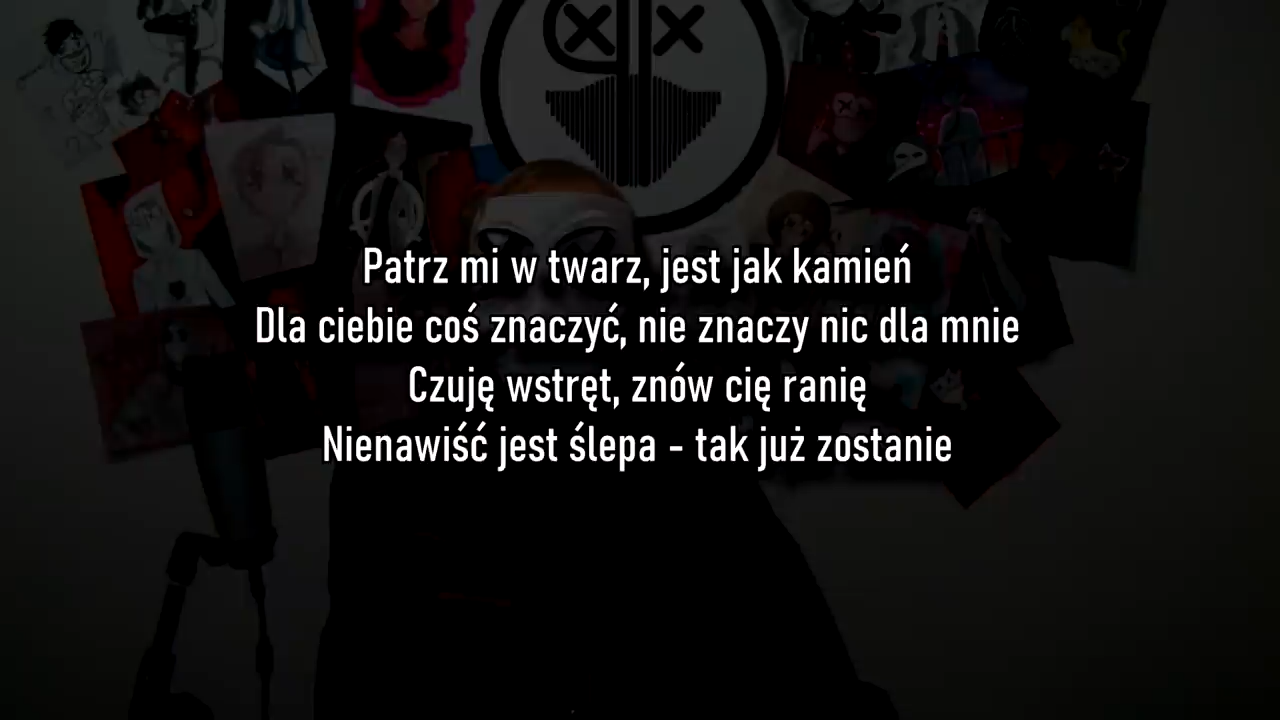 Patrz mi w twarz, jest jak kamień
Dla ciebie coś znaczyć, nie znaczy nic dla mnie
Czuję wstręt, znów cię ranię
Nienawiść jest ślepa - tak już zostanie